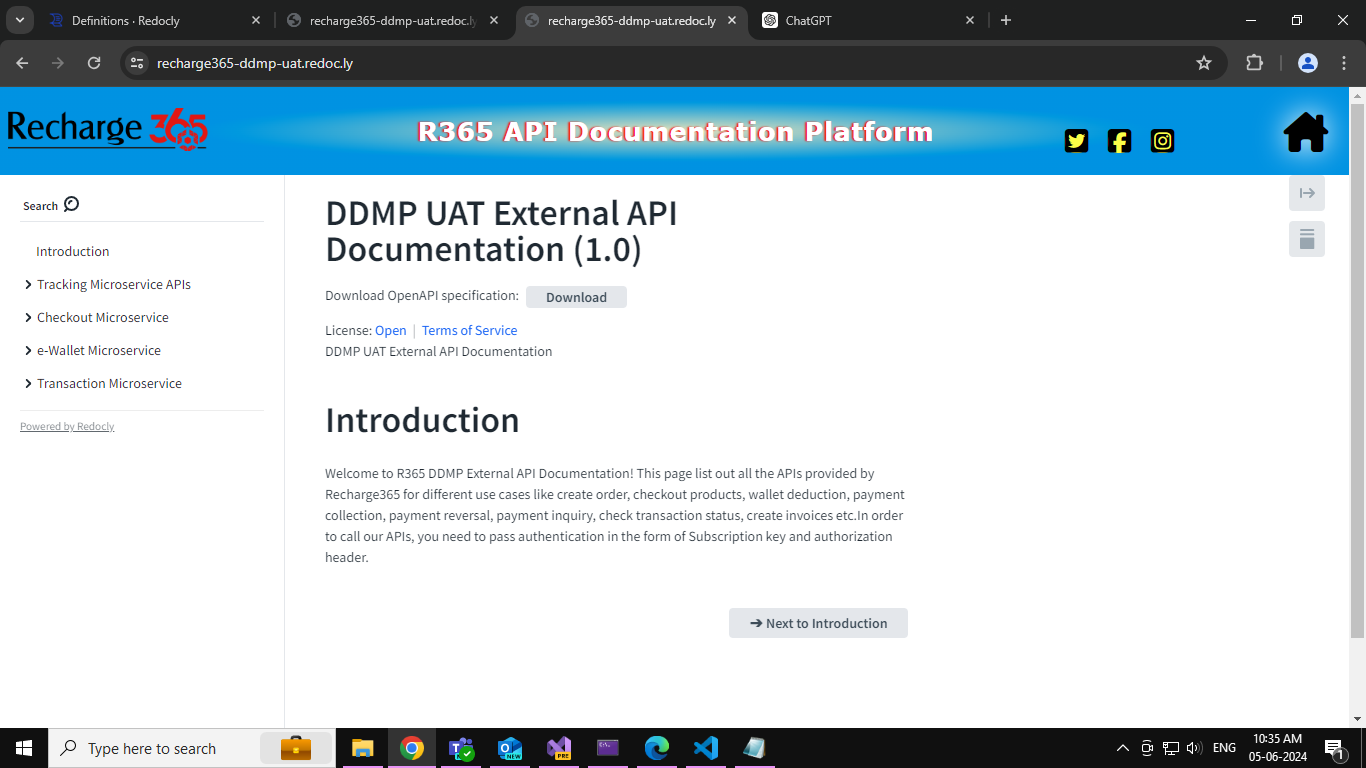 Definitions · Redocly
recharge365-ddmp-uat.redoc.ly
recharge365-ddmp-uat.redoc.ly
ChatGPT
recharge365-ddmp-uat.redoc.ly
Recharge 365
R365 API Documentation Platform
Search
Introduction
Tracking Microservice APIs
Checkout Microservice
e-Wallet Microservice
Transaction Microservice
Powered by Redocly
DDMP UAT External API
Documentation (1.0)
Download OpenAPI specification: Download
License: Open | Terms of Service
DDMP UAT External API Documentation
Introduction
Welcome to R365 DDMP External API Documentation! This page list out all the APIs provided by
Recharge365 for different use cases like create order, checkout products, wallet deduction, payment
collection, payment reversal, payment inquiry, check transaction status, create invoices etc.In order
to call our APIs, you need to pass authentication in the form of Subscription key and authorization
header.
➔ Next to Introduction
Type here to search
NEW
PRE
ENG
10:35 AM
05-06-2024
1